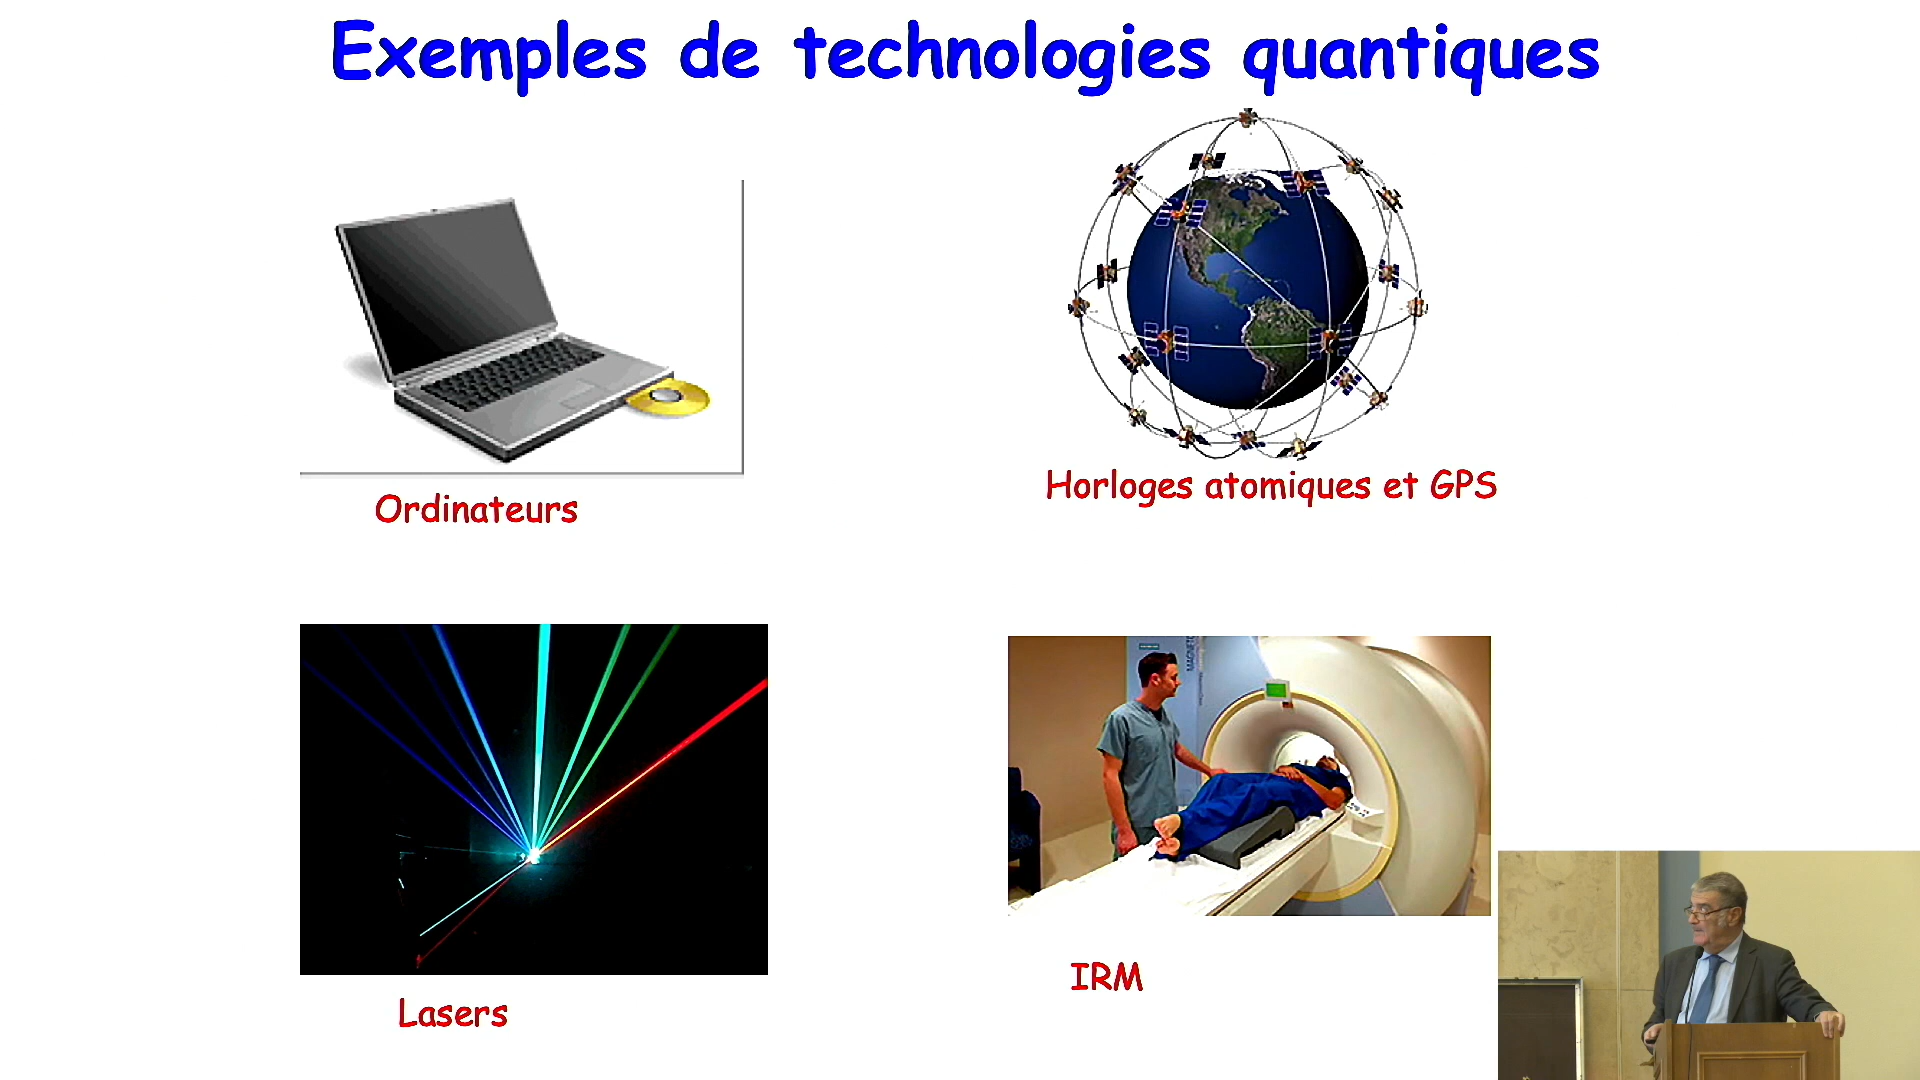 Exemples de technologies quantiques
Ordinateurs
Horloges atomiques et GPS
Lasers
IRM